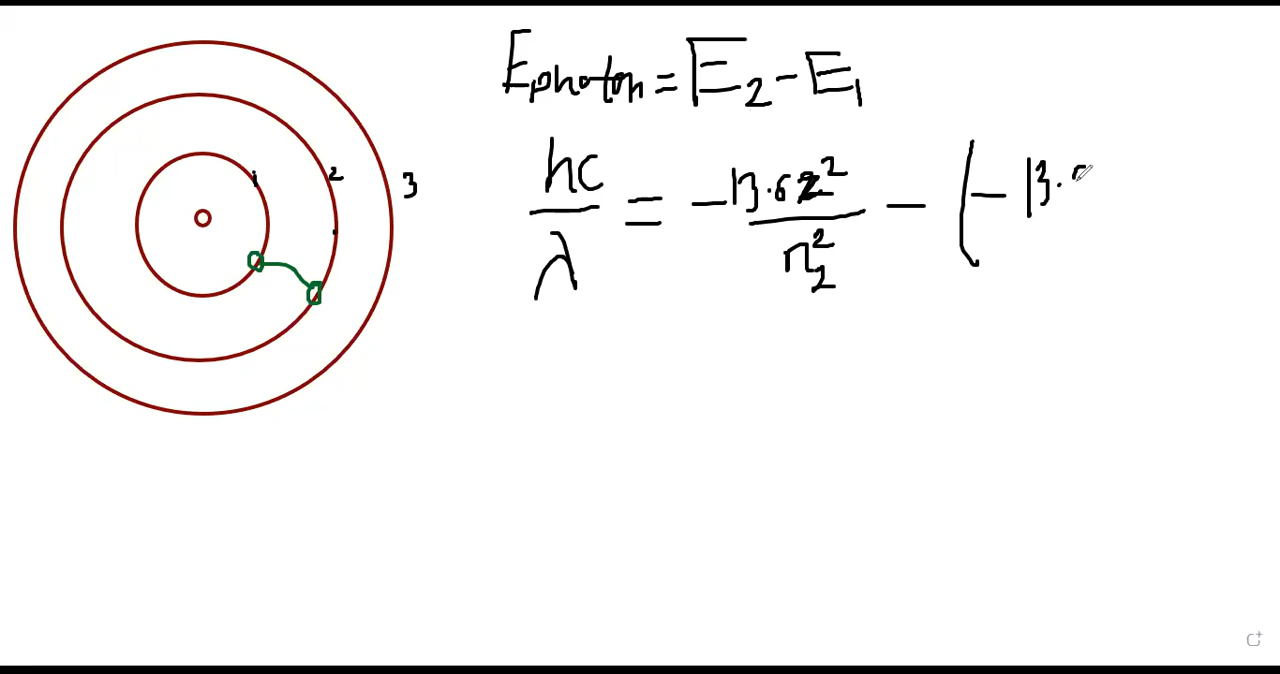 1 2 3
Ephoton = E₂ - E₁
hc/λ = -13.6z²/n₂² - (-13.